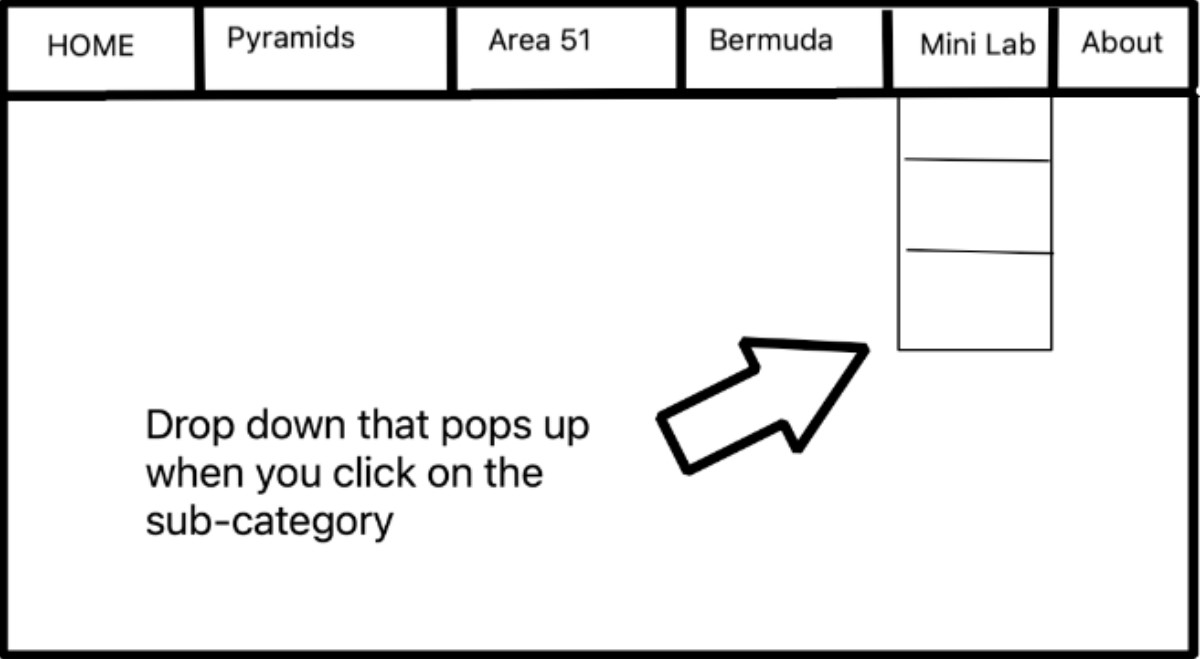 HOME Pyramids Area 51 Bermuda Mini Lab About
Drop down that pops up
when you click on the
sub-category